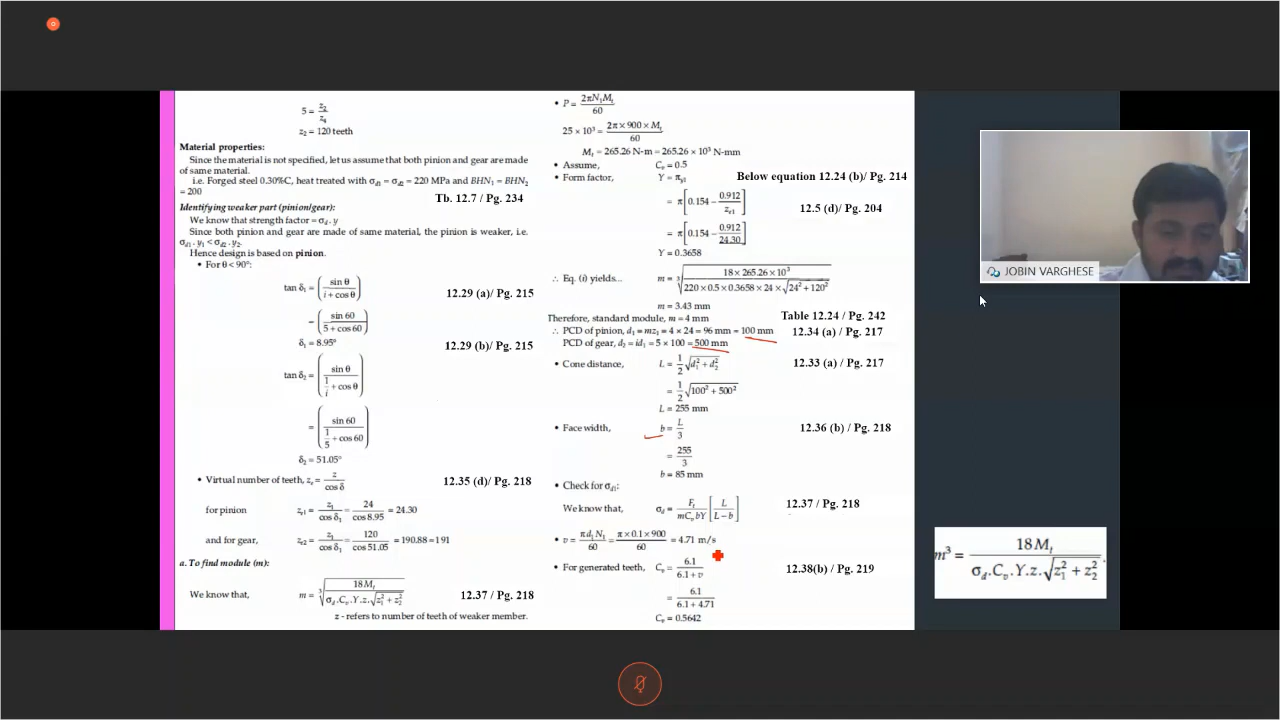 5 = z₂/z₄
z₂ = 120 teeth
Material properties:
Since the material is not specified, let us assume that both pinion and gear are made
of same material.
i.e. Forged steel 0.30%C, heat treated with σd1 = σd2 = 220 MPa and BHN₁ = BHN₂
= 200
Tb. 12.7 / Pg. 234
Identifying weaker part (pinion/gear):
We know that strength factor = σd. y
Since both pinion and gear are made of same material, the pinion is weaker, i.e.
σd1. y₁ < σd2. y₂.
Hence design is based on pinion.
• For θ < 90°:
tan δ₁ = (sin θ / (i + cos θ)) 12.29 (a)/ Pg. 215
= (sin 60 / (5 + cos 60))
δ₁ = 8.95° 12.29 (b)/ Pg. 215
tan δ₂ = (sin θ / (1/i + cos θ))
= (sin 60 / (1/5 + cos 60))
δ₂ = 51.05°
• Virtual number of teeth, zᵥ = z / cos δ 12.35 (d)/ Pg. 218
for pinion zv1 = z₁ / cos δ₁ = 24 / cos 8.95 = 24.30
and for gear, zv2 = z₂ / cos δ₂ = 120 / cos 51.05 = 190.88 = 191
a. To find module (m):
We know that, m = ∛(18Mt / (σd.Cv.Y.z.√(z₁² + z₂²))) 12.37 / Pg. 218
z - refers to number of teeth of weaker member.
• P = 2πN₁Mt / 60
25 × 10³ = 2π × 900 × Mt / 60
Mt = 265.26 N-m = 265.26 × 10³ N-mm
• Assume, Cv = 0.5
• Form factor, Y = πy1 Below equation 12.24 (b)/ Pg. 214
= π[0.154 − 0.912 / zv1] 12.5 (d)/ Pg. 204
= π[0.154 − 0.912 / 24.30]
Y = 0.3658
∴ Eq. (i) yields... m = ∛(18 × 265.26 × 10³ / (220 × 0.5 × 0.3658 × 24 × √(24² + 120²)))
m = 3.43 mm
Therefore, standard module, m = 4 mm Table 12.24 / Pg. 242
∴ PCD of pinion, d₁ = mz₁ = 4 × 24 = 96 mm = 100 mm 12.34 (a) / Pg. 217
PCD of gear, d₂ = id₁ = 5 × 100 = 500 mm
• Cone distance, L = 1/2 √(d₁² + d₂²) 12.33 (a) / Pg. 217
= 1/2 √(100² + 500²)
L = 255 mm
• Face width, b = L/3 12.36 (b) / Pg. 218
= 255/3
b = 85 mm
• Check for σd1:
We know that, σd = Ft / (mCvbY) [L / (L − b)] 12.37 / Pg. 218
• v = πd₁N₁ / 60 = π × 0.1 × 900 / 60 = 4.71 m/s
• For generated teeth, Cv = 6.1 / (6.1 + v) 12.38(b) / Pg. 219
= 6.1 / (6.1 + 4.71)
Cv = 0.5642
JOBIN VARGHESE
m³ = 18Mt / (σd.Cv.Y.z.√(z₁² + z₂²))